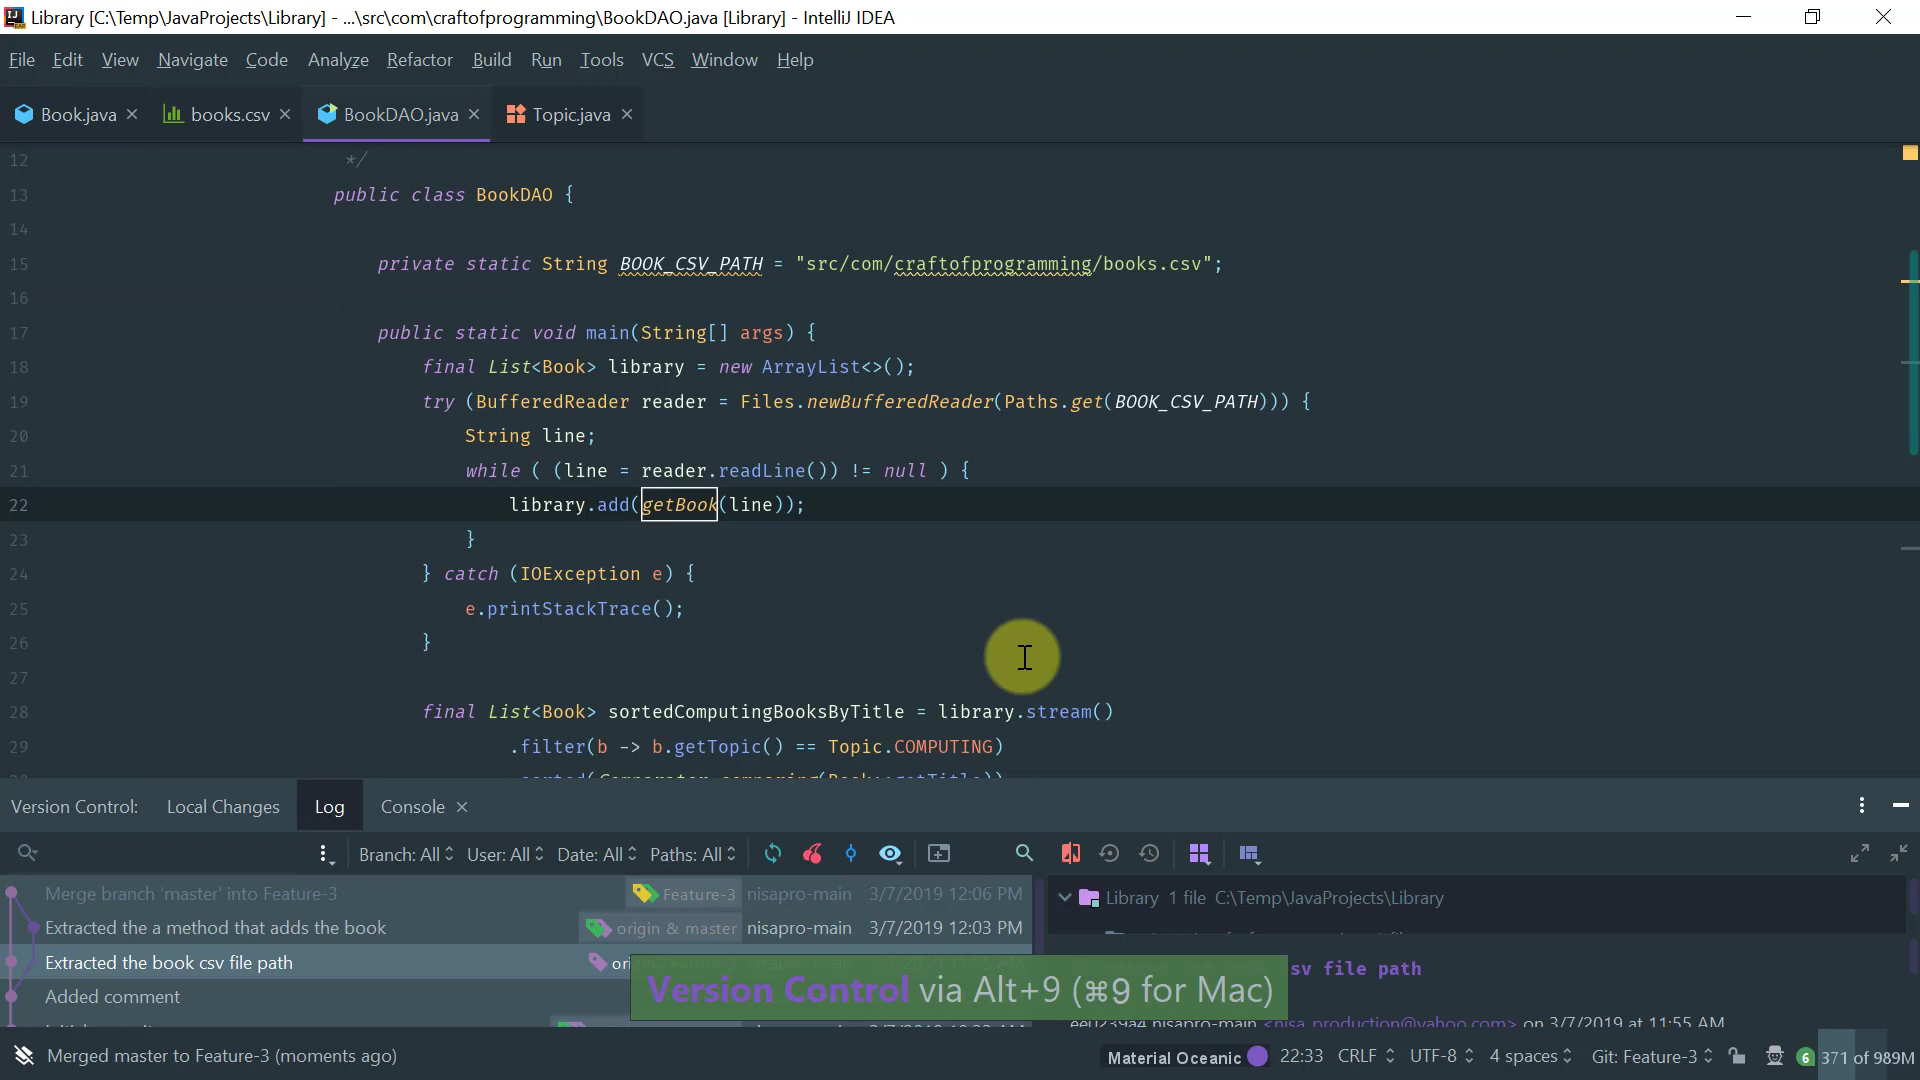 Library [C:\Temp\JavaProjects\Library] - ...\src\com\craftofprogramming\BookDAO.java [Library] - IntelliJ IDEA
File Edit View Navigate Code Analyze Refactor Build Run Tools VCS Window Help
Book.java books.csv BookDAO.java Topic.java
12 */
13 public class BookDAO {
14
15 private static String BOOK_CSV_PATH = "src/com/craftofprogramming/books.csv";
16
17 public static void main(String[] args) {
18 final List<Book> library = new ArrayList<>();
19 try (BufferedReader reader = Files.newBufferedReader(Paths.get(BOOK_CSV_PATH))) {
20 String line;
21 while ( (line = reader.readLine()) != null ) {
22 library.add(getBook(line));
23 }
24 } catch (IOException e) {
25 e.printStackTrace();
26 }
27
28 final List<Book> sortedComputingBooksByTitle = library.stream()
29 .filter(b -> b.getTopic() == Topic.COMPUTING)
Version Control: Local Changes Log Console
Branch: All User: All Date: All Paths: All
Merge branch 'master' into Feature-3 Feature-3 nisapro-main 3/7/2019 12:06 PM
Library 1 file C:\Temp\JavaProjects\Library
Extracted the a method that adds the book origin & master nisapro-main 3/7/2019 12:03 PM
Extracted the book csv file path ori
sv file path
Version Control via Alt+9 (⌘9 for Mac)
Added comment
ee0239a4 nisapro-main <nisa.production@yahoo.com> on 3/7/2019 at 11:55 AM
Merged master to Feature-3 (moments ago) Material Oceanic 22:33 CRLF UTF-8 4 spaces Git: Feature-3 6 371 of 989M